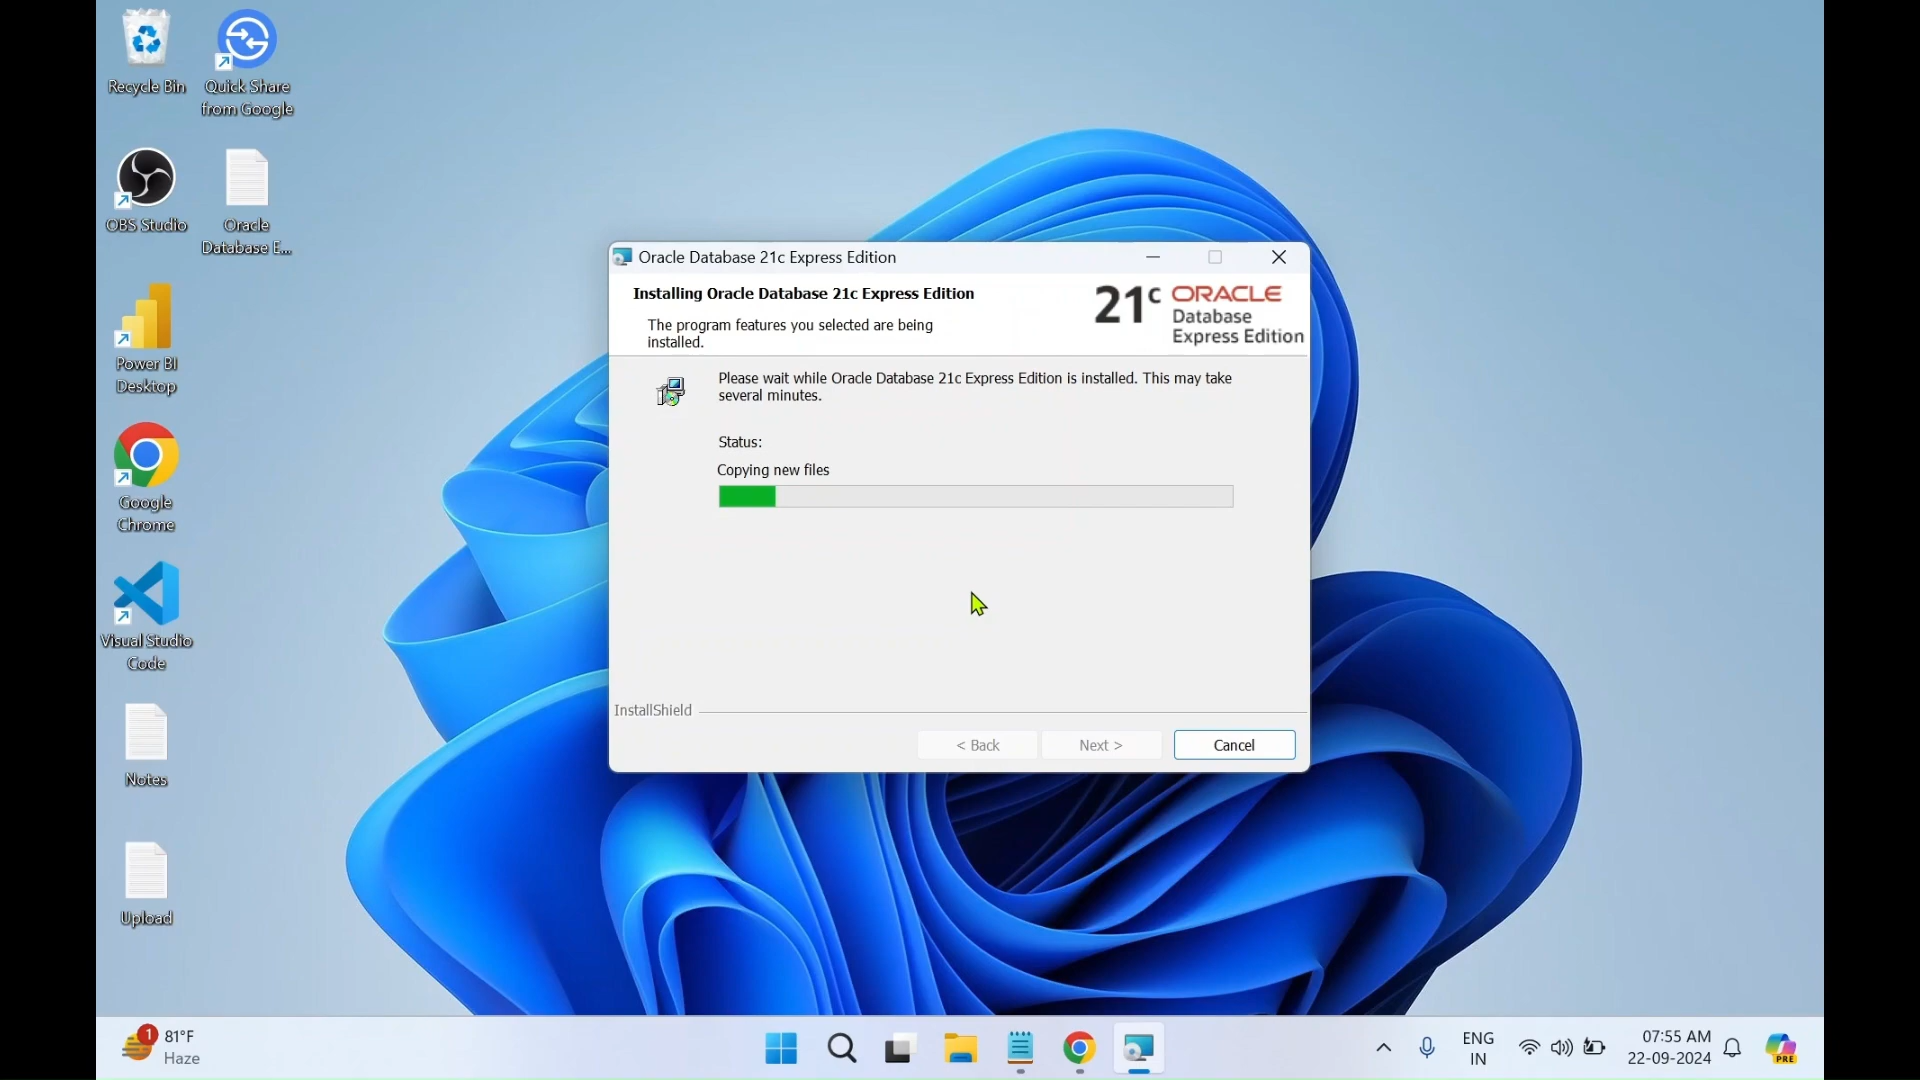 Recycle Bin
Quick Share
from Google
OBS Studio
Oracle
Database E...
Power BI
Desktop
Google
Chrome
Visual Studio
Code
Notes
Upload
Oracle Database 21c Express Edition
Installing Oracle Database 21c Express Edition
The program features you selected are being
installed.
21c ORACLE
Database
Express Edition
Please wait while Oracle Database 21c Express Edition is installed. This may take
several minutes.
Status:
Copying new files
InstallShield
< Back
Next >
Cancel
1
81°F
Haze
ENG
IN
07:55 AM
22-09-2024
PRE